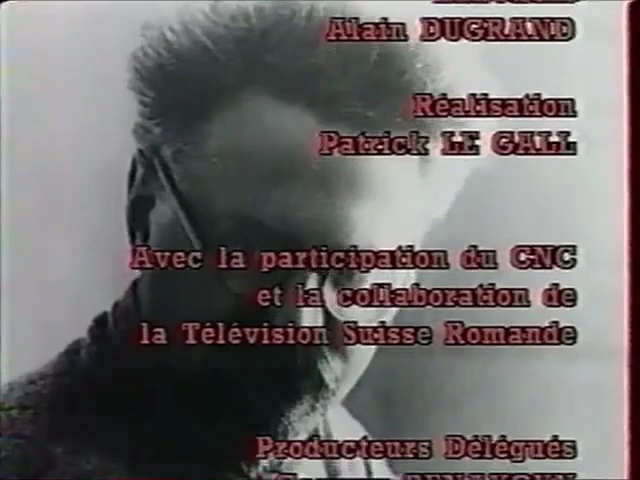 Alain DUGRAND
Réalisation
Patrick LE GALL
Avec la participation du CNC
et la collaboration de
la Télévision Suisse Romande
Producteurs Délégués